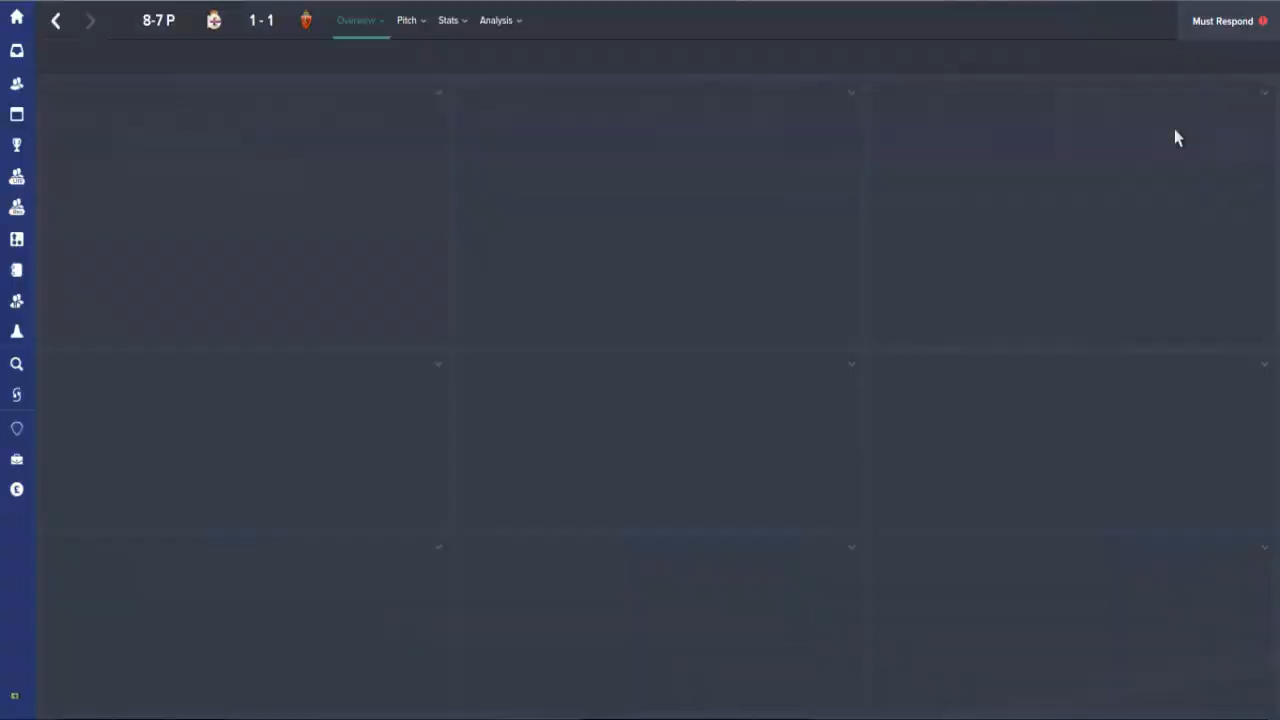 8-7 P 1 - 1 Overview Pitch Stats Analysis Must Respond